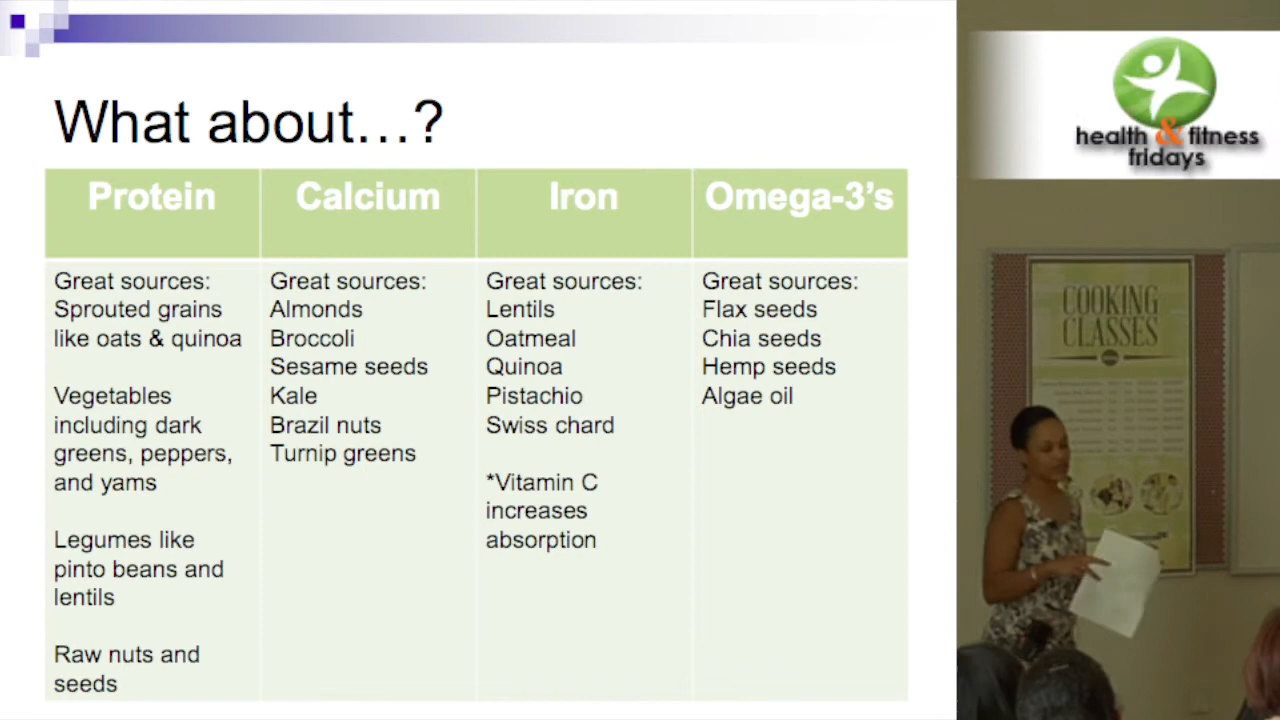 What about…?
Protein
Calcium
Iron
Omega-3's
Great sources:
Sprouted grains
like oats & quinoa
Vegetables
including dark
greens, peppers,
and yams
Legumes like
pinto beans and
lentils
Raw nuts and
seeds
Great sources:
Almonds
Broccoli
Sesame seeds
Kale
Brazil nuts
Turnip greens
Great sources:
Lentils
Oatmeal
Quinoa
Pistachio
Swiss chard
*Vitamin C
increases
absorption
Great sources:
Flax seeds
Chia seeds
Hemp seeds
Algae oil
health & fitness
fridays
COOKING
CLASSES